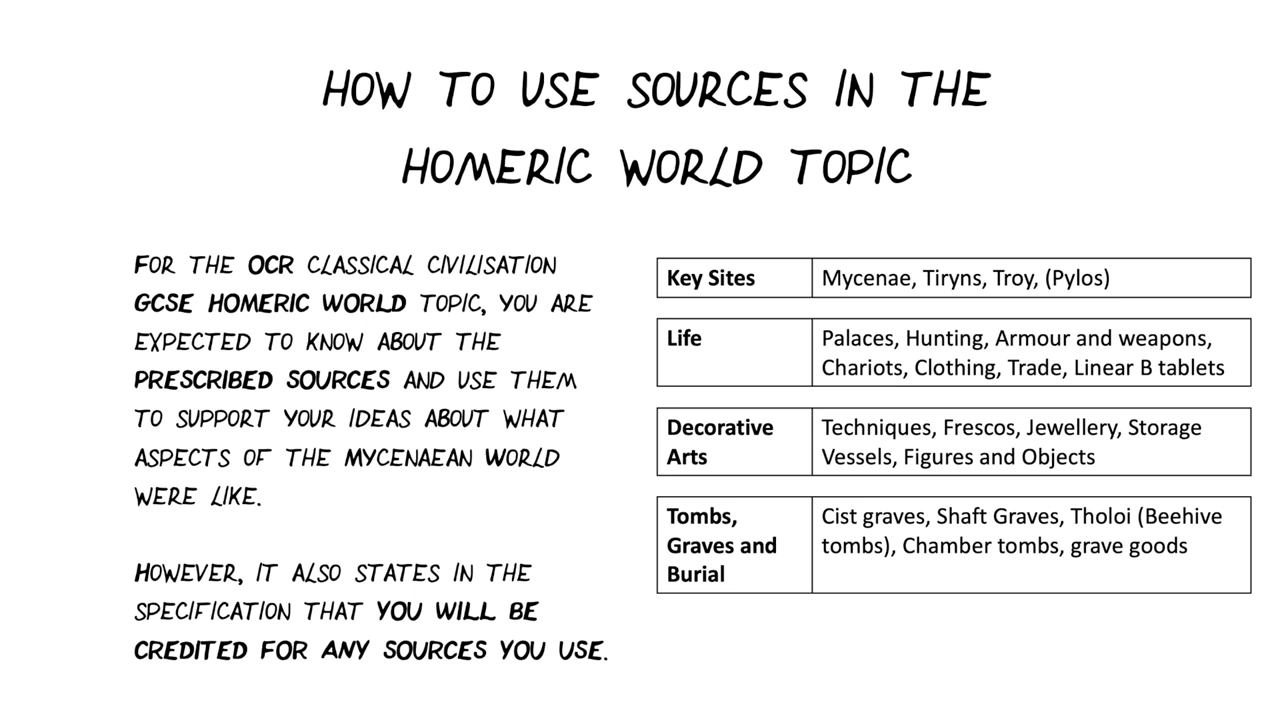 HOW TO USE SOURCES IN THE
HOMERIC WORLD TOPIC
FOR THE OCR CLASSICAL CIVILISATION
GCSE HOMERIC WORLD TOPIC, YOU ARE
EXPECTED TO KNOW ABOUT THE
PRESCRIBED SOURCES AND USE THEM
TO SUPPORT YOUR IDEAS ABOUT WHAT
ASPECTS OF THE MYCENAEAN WORLD
WERE LIKE.
HOWEVER, IT ALSO STATES IN THE
SPECIFICATION THAT YOU WILL BE
CREDITED FOR ANY SOURCES YOU USE.
Key Sites
Mycenae, Tiryns, Troy, (Pylos)
Life
Palaces, Hunting, Armour and weapons,
Chariots, Clothing, Trade, Linear B tablets
Decorative
Arts
Techniques, Frescos, Jewellery, Storage
Vessels, Figures and Objects
Tombs,
Graves and
Burial
Cist graves, Shaft Graves, Tholoi (Beehive
tombs), Chamber tombs, grave goods